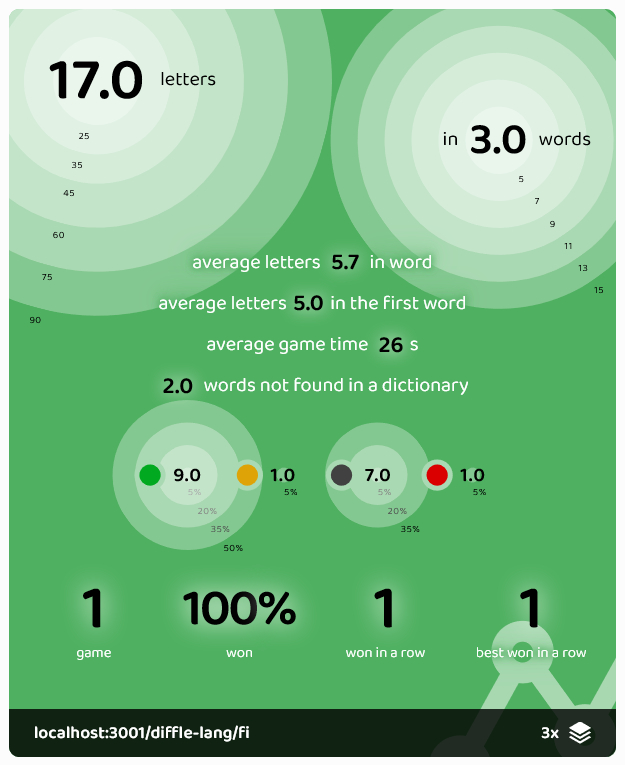 17.0 letters
25
35
45
60
75
90
in 3.0 words
5
7
9
11
13
15
average letters 5.7 in word
average letters 5.0 in the first word
average game time 26 s
2.0 words not found in a dictionary
9.0 1.0 7.0 1.0
5% 5% 5% 5%
20% 20%
35% 35%
50%
1 100% 1 1
game won won in a row best won in a row
localhost:3001/diffle-lang/fi 3x